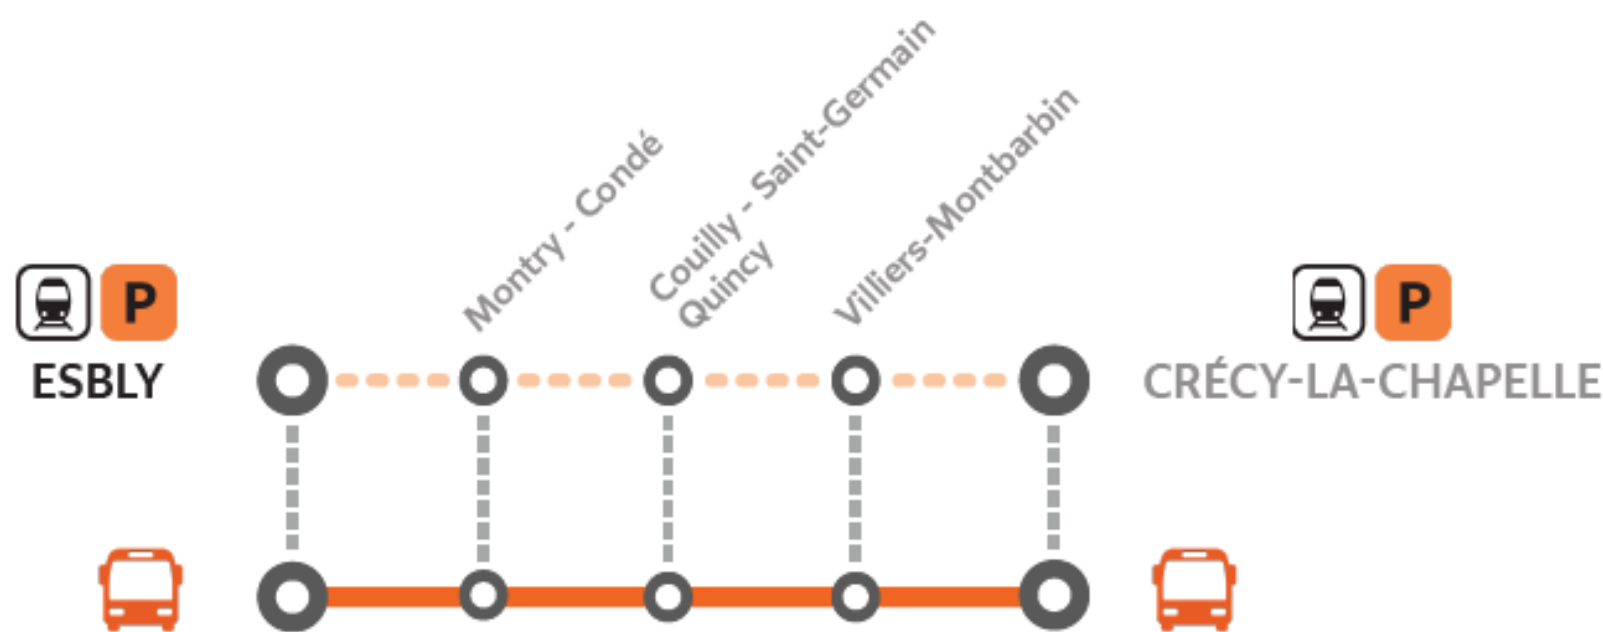 Montry - Condé
Couilly - Saint-Germain
Quincy
Villiers-Montbarbin
P
ESBLY
P
CRÉCY-LA-CHAPELLE